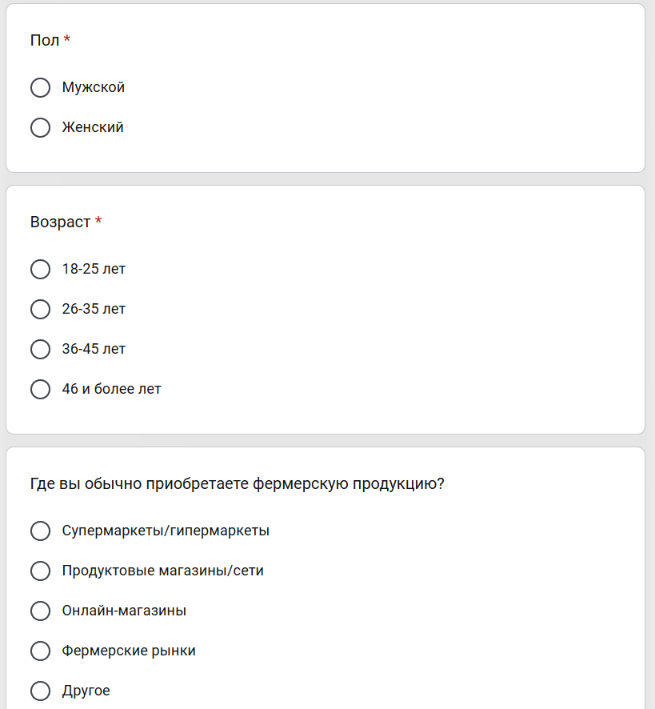 Пол *
Мужской
Женский
Возраст *
18-25 лет
26-35 лет
36-45 лет
46 и более лет
Где вы обычно приобретаете фермерскую продукцию?
Супермаркеты/гипермаркеты
Продуктовые магазины/сети
Онлайн-магазины
Фермерские рынки
Другое